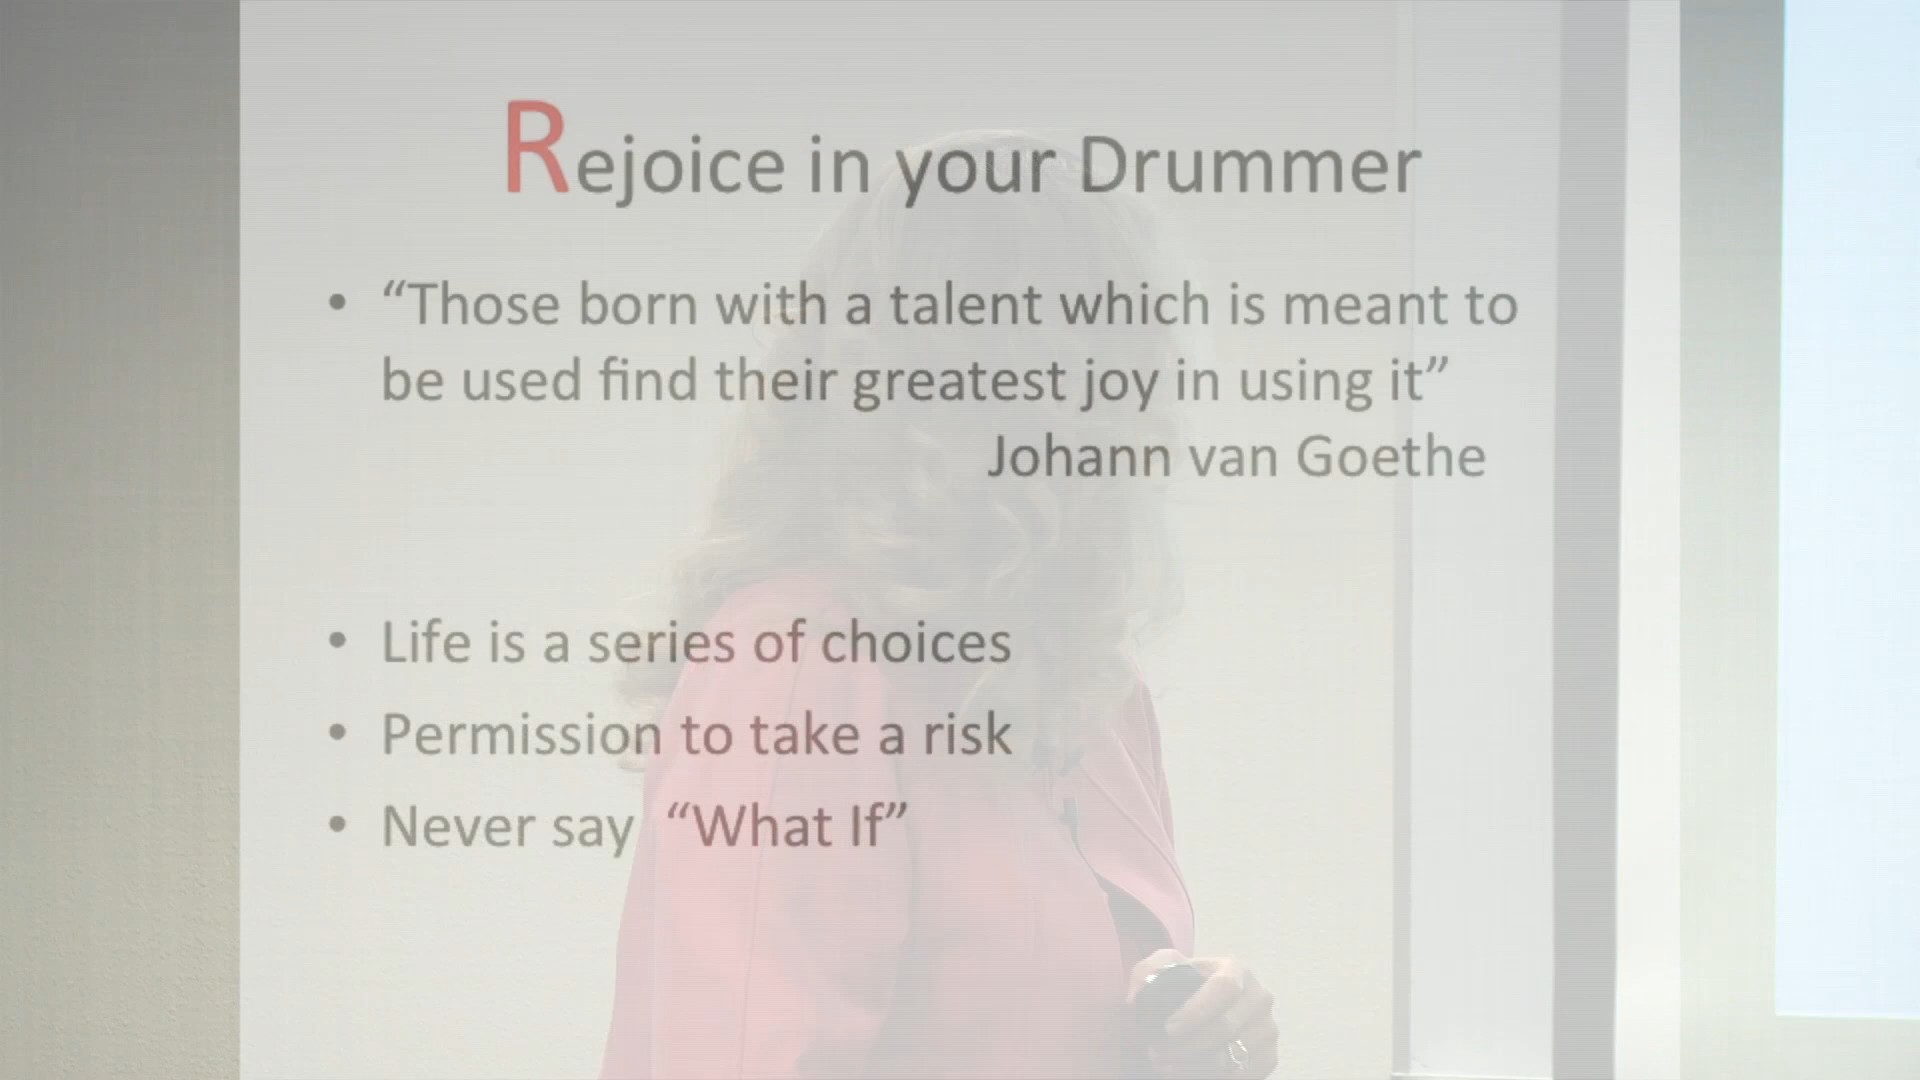 Rejoice in your Drummer
• “Those born with a talent which is meant to
be used find their greatest joy in using it”
Johann van Goethe
• Life is a series of choices
• Permission to take a risk
• Never say “What If”